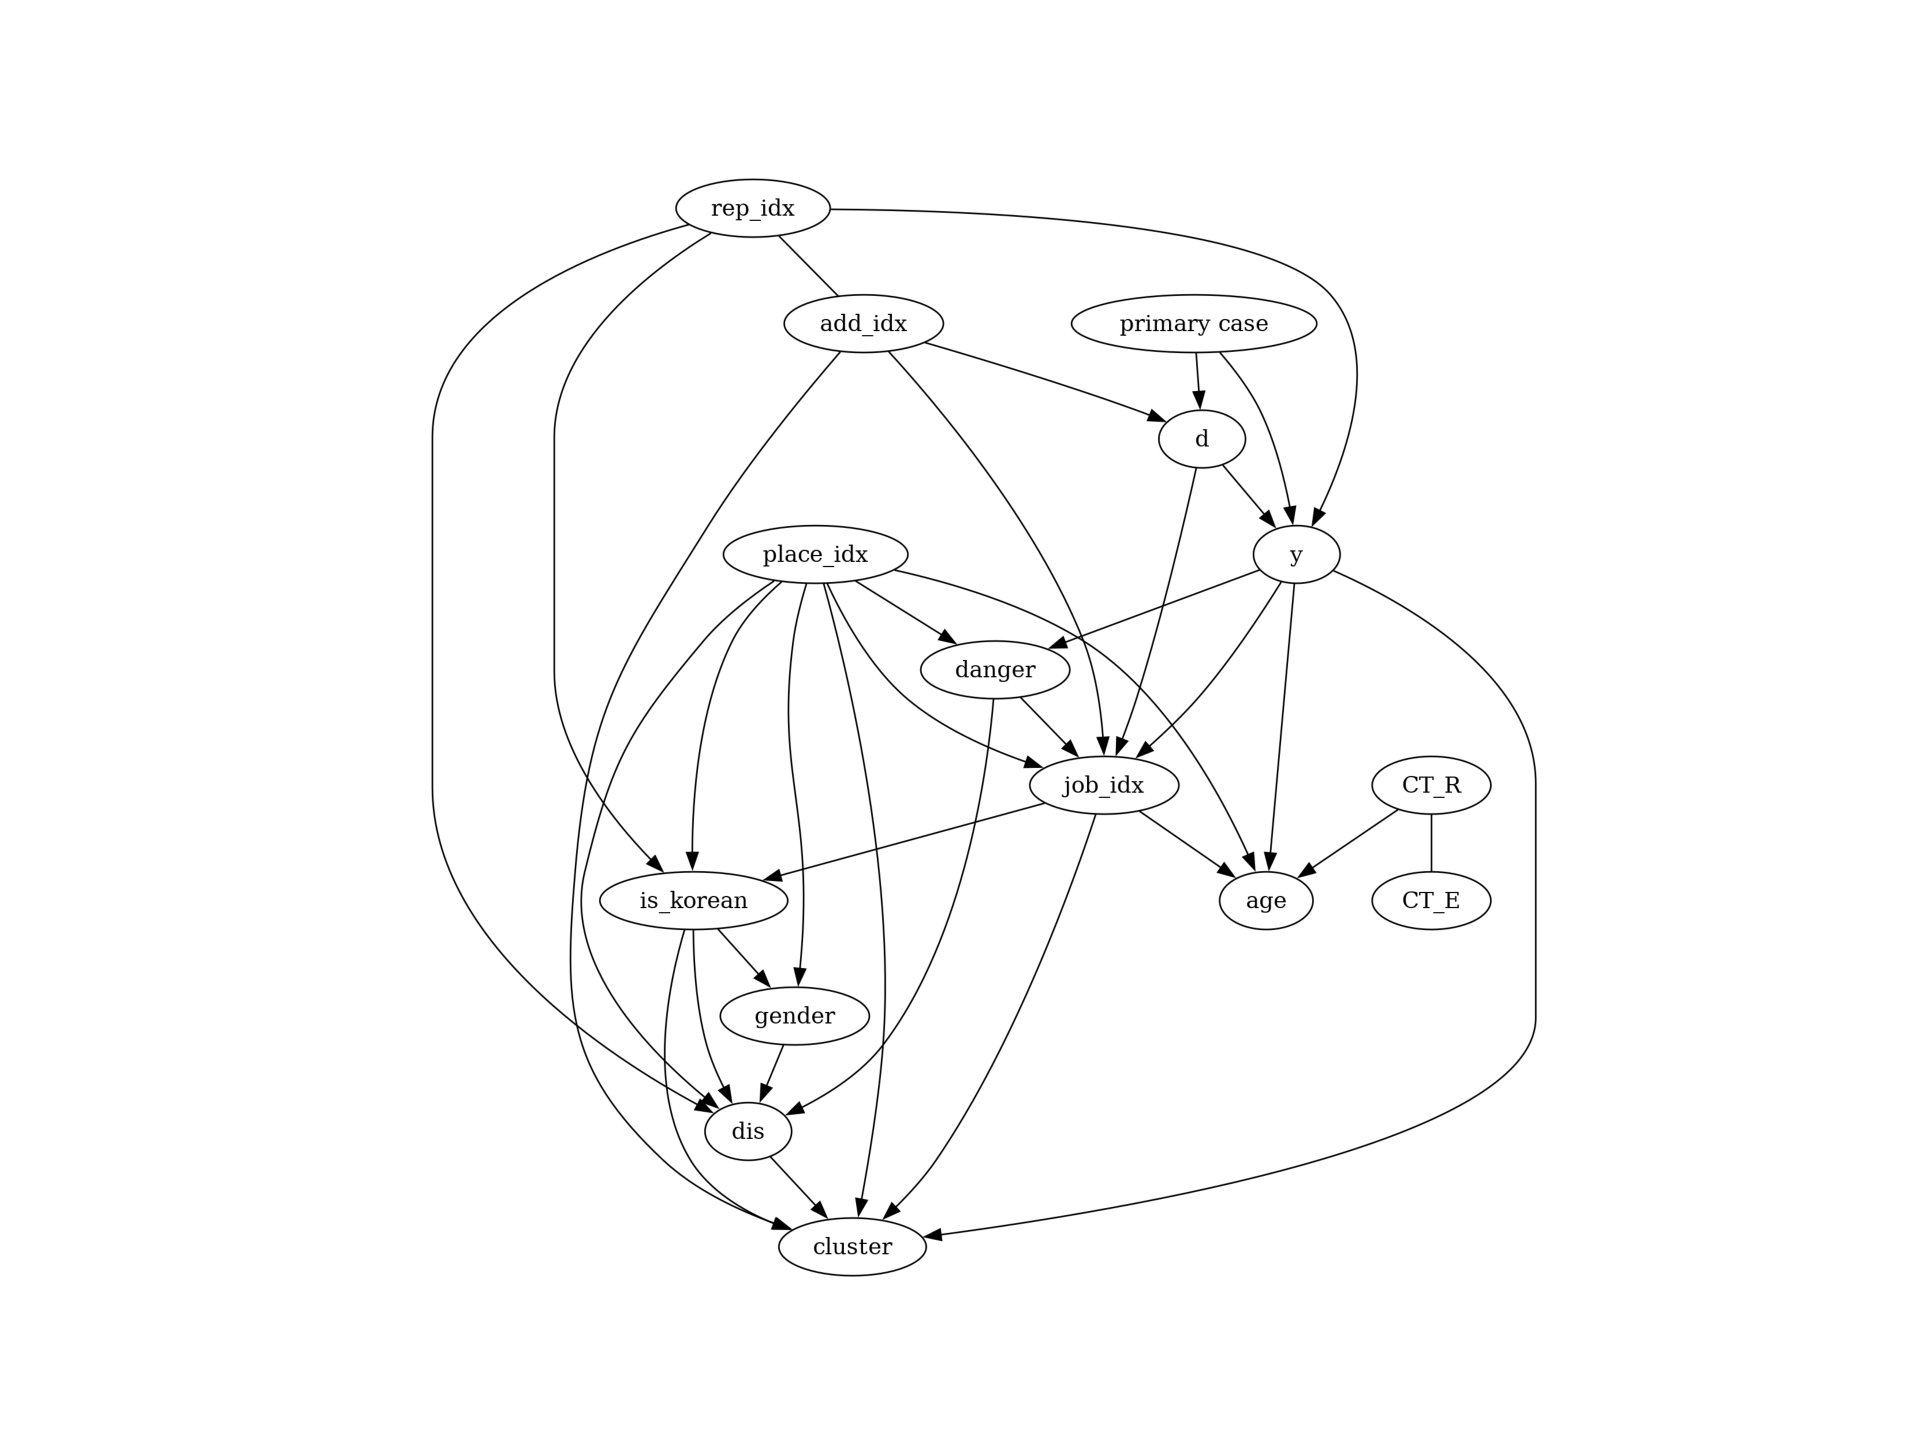 rep_idx
add_idx
primary case
d
place_idx
y
danger
job_idx
CT_R
is_korean
age
CT_E
gender
dis
cluster